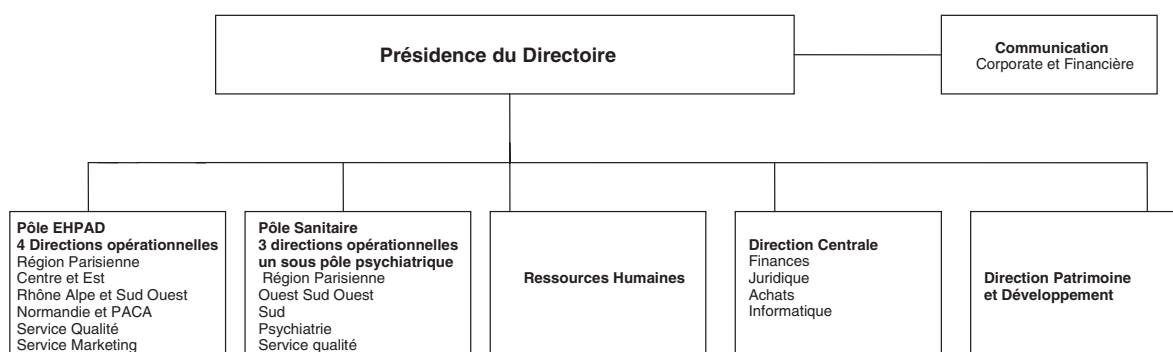 Présidence du Directoire
Communication
Corporate et Financière
Pôle EHPAD
4 Directions opérationnelles
Région Parisienne
Centre et Est
Rhône Alpe et Sud Ouest
Normandie et PACA
Service Qualité
Service Marketing
Pôle Sanitaire
3 directions opérationnelles
un sous pôle psychiatrique
Région Parisienne
Ouest Sud Ouest
Sud
Psychiatrie
Service qualité
Ressources Humaines
Direction Centrale
Finances
Juridique
Achats
Informatique
Direction Patrimoine
et Développement